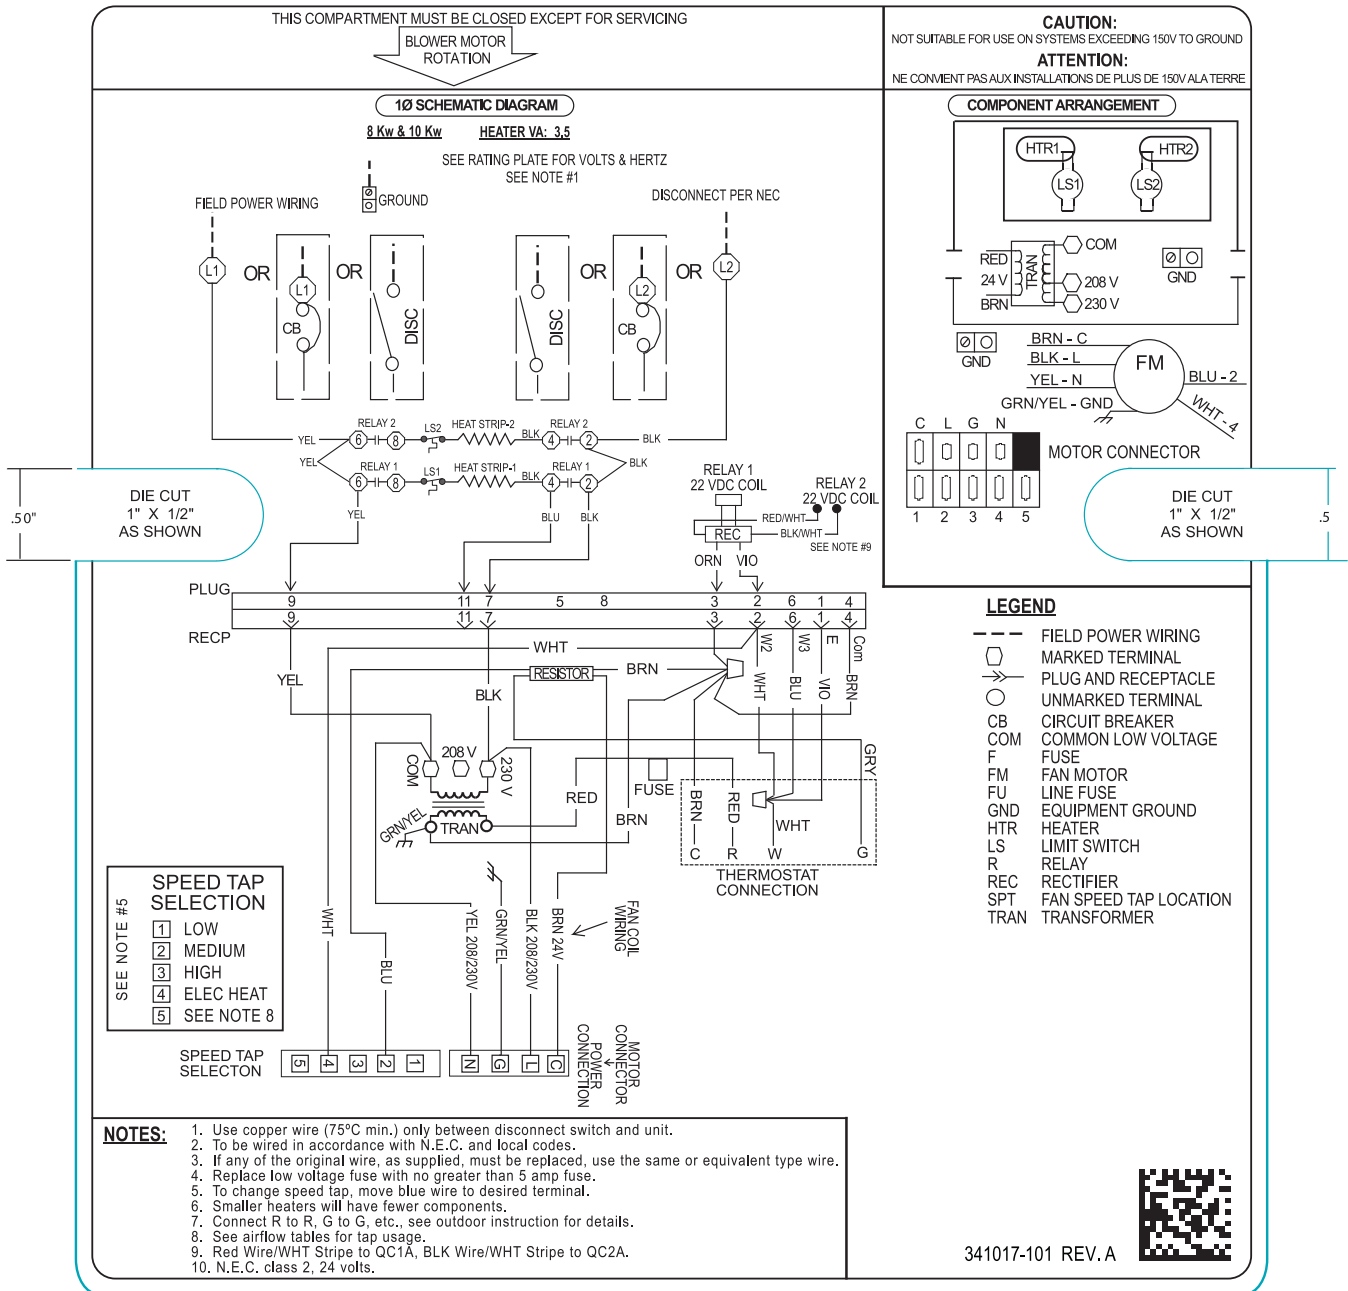 THIS COMPARTMENT MUST BE CLOSED EXCEPT FOR SERVICING
BLOWER MOTOR
ROTATION
CAUTION:
NOT SUITABLE FOR USE ON SYSTEMS EXCEEDING 150V TO GROUND
ATTENTION:
NE CONVIENT PAS AUX INSTALLATIONS DE PLUS DE 150V ALA TERRE
1Ø SCHEMATIC DIAGRAM
8 Kw & 10 Kw
HEATER VA: 3,5
SEE RATING PLATE FOR VOLTS & HERTZ
SEE NOTE #1
FIELD POWER WIRING
GROUND
DISCONNECT PER NEC
L1
OR
L1
CB
OR
DISC
DISC
OR
L2
CB
OR
L2
RELAY 2
LS2
HEAT STRIP-2
RELAY 2
YEL
6
8
BLK
4
2
BLK
YEL
RELAY 1
LS1
HEAT STRIP-1
RELAY 1
BLK
6
8
BLK
4
2
YEL
BLU
BLK
RELAY 1
22 VDC COIL
RELAY 2
22 VDC COIL
RED/WHT
REC
BLK/WHT
SEE NOTE #9
ORN
VIO
DIE CUT
1" X 1/2"
AS SHOWN
.50"
COMPONENT ARRANGEMENT
HTR1
HTR2
LS1
LS2
COM
RED
24 V
BRN
TRAN
208 V
230 V
GND
GND
BRN - C
BLK - L
YEL - N
GRN/YEL - GND
FM
BLU - 2
WHT - 4
C L G N
MOTOR CONNECTOR
1 2 3 4 5
DIE CUT
1" X 1/2"
AS SHOWN
.5
PLUG
9 11 7 5 8 3 2 6 1 4
9 11 7 3 2 6 1 4
RECP
WHT
W2
W3
E
Com
YEL
RESISTOR
BRN
BLK
WHT
BLU
VIO
BRN
COM
208 V
230 V
GRN/YEL
TRAN
RED
FUSE
BRN
GRY
BRN
RED
WHT
C R W G
THERMOSTAT
CONNECTION
SEE NOTE #5
SPEED TAP
SELECTION
1 LOW
2 MEDIUM
3 HIGH
4 ELEC HEAT
5 SEE NOTE 8
WHT
BLU
YEL 208/230V
GRN/YEL
BLK 208/230V
BRN 24V
FAN COIL
WIRING
SPEED TAP
SELECTON
5 4 3 2 1
N G L C
MOTOR
CONNECTOR
POWER
CONNECTION
LEGEND
FIELD POWER WIRING
MARKED TERMINAL
PLUG AND RECEPTACLE
UNMARKED TERMINAL
CB CIRCUIT BREAKER
COM COMMON LOW VOLTAGE
F FUSE
FM FAN MOTOR
FU LINE FUSE
GND EQUIPMENT GROUND
HTR HEATER
LS LIMIT SWITCH
R RELAY
REC RECTIFIER
SPT FAN SPEED TAP LOCATION
TRAN TRANSFORMER
NOTES:
1. Use copper wire (75ºC min.) only between disconnect switch and unit.
2. To be wired in accordance with N.E.C. and local codes.
3. If any of the original wire, as supplied, must be replaced, use the same or equivalent type wire.
4. Replace low voltage fuse with no greater than 5 amp fuse.
5. To change speed tap, move blue wire to desired terminal.
6. Smaller heaters will have fewer components.
7. Connect R to R, G to G, etc., see outdoor instruction for details.
8. See airflow tables for tap usage.
9. Red Wire/WHT Stripe to QC1A, BLK Wire/WHT Stripe to QC2A.
10. N.E.C. class 2, 24 volts.
341017-101 REV. A